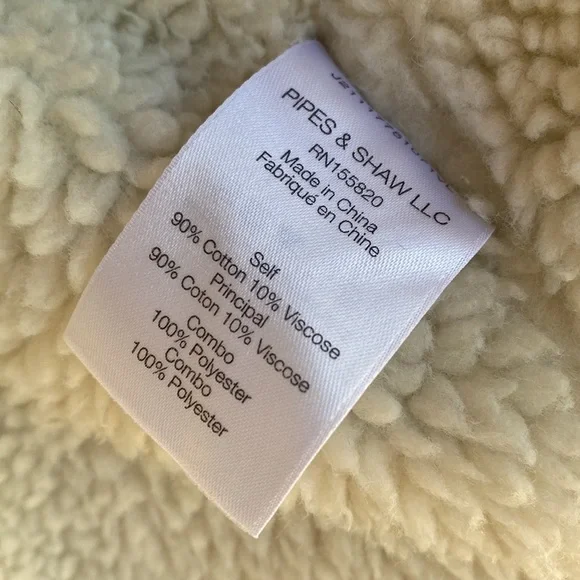 PIPES & SHAW LLC
RN155820
Made in China
Fabriqué en Chine
Self
90% Cotton 10% Viscose
Principal
90% Coton 10% Viscose
Combo
100% Polyester
Combo
100% Polyester